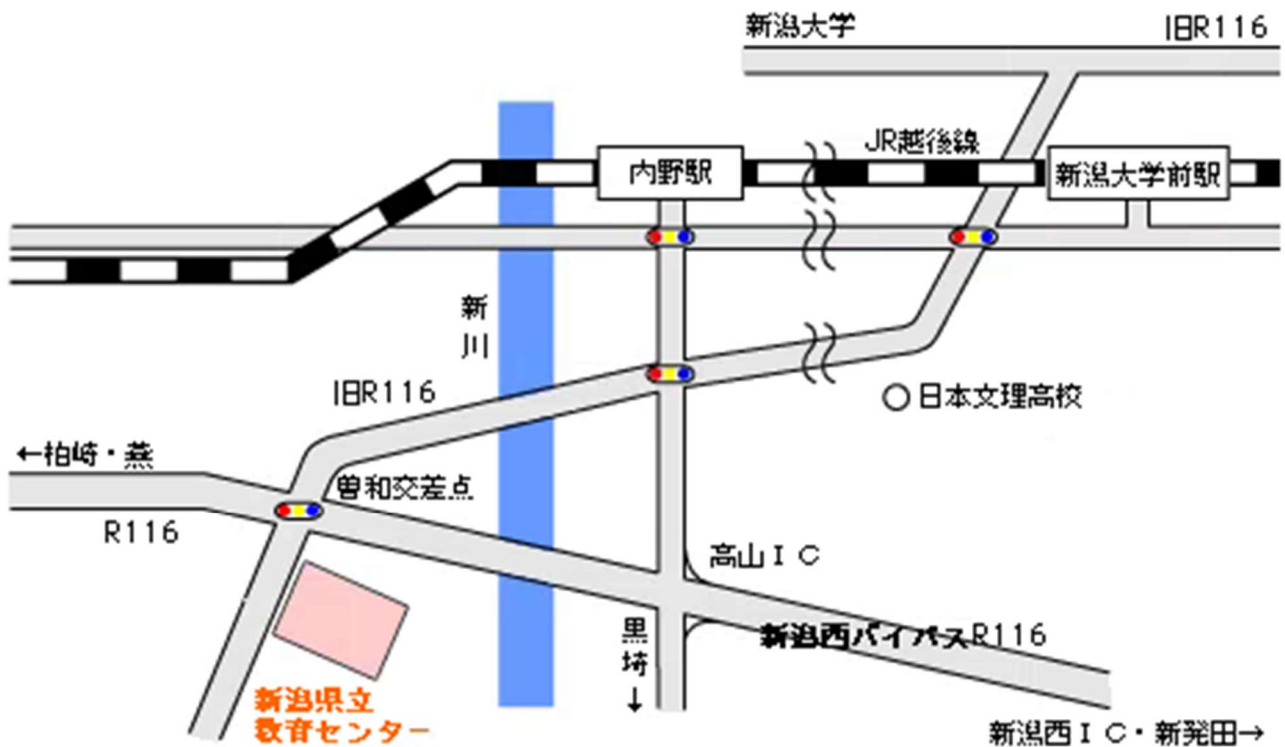 新潟大学
旧R116
JR越後線
内野駅
新潟大学前駅
新川
旧R116
日本文理高校
←柏崎・燕
曽和交差点
R116
高山IC
黒埼↓
新潟西バイパスR116
新潟県立
教育センター
新潟西IC・新発田→